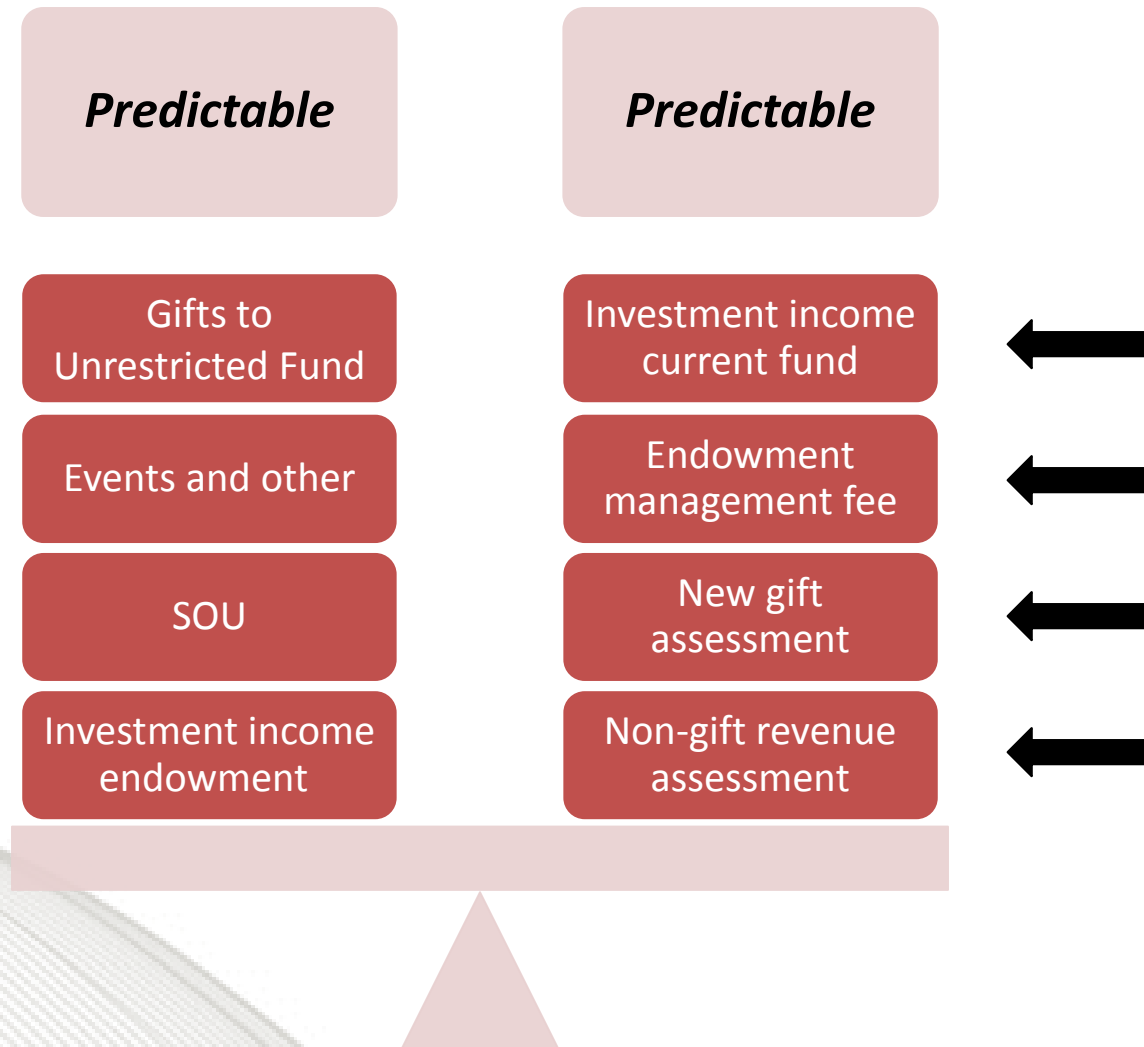 Predictable
Predictable
Gifts to
Unrestricted Fund
Events and other
SOU
Investment income
endowment
Investment income
current fund
Endowment
management fee
New gift
assessment
Non-gift revenue
assessment